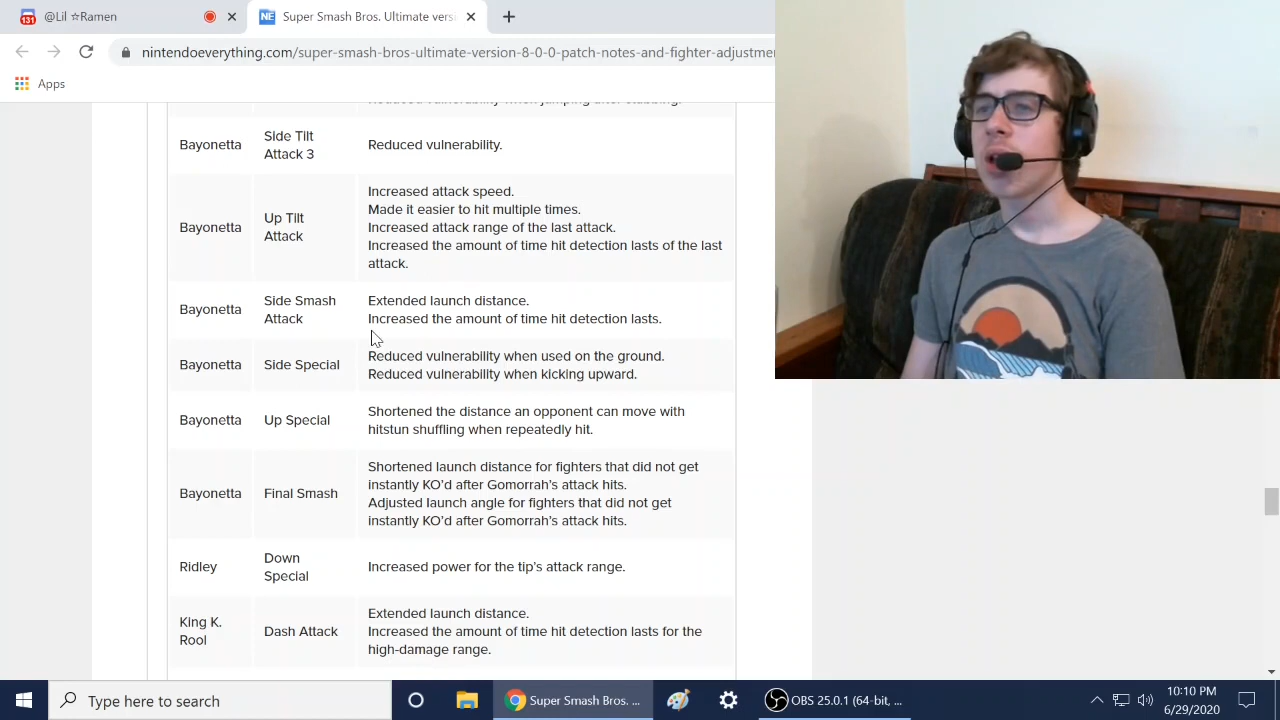 131
@Lil ☆Ramen
NE
Super Smash Bros. Ultimate vers
nintendoeverything.com/super-smash-bros-ultimate-version-8-0-0-patch-notes-and-fighter-adjustmen
Apps
Reduced vulnerability when jumping after stabbing.
Bayonetta
Side Tilt
Attack 3
Reduced vulnerability.
Bayonetta
Up Tilt
Attack
Increased attack speed.
Made it easier to hit multiple times.
Increased attack range of the last attack.
Increased the amount of time hit detection lasts of the last
attack.
Bayonetta
Side Smash
Attack
Extended launch distance.
Increased the amount of time hit detection lasts.
Bayonetta
Side Special
Reduced vulnerability when used on the ground.
Reduced vulnerability when kicking upward.
Bayonetta
Up Special
Shortened the distance an opponent can move with
hitstun shuffling when repeatedly hit.
Bayonetta
Final Smash
Shortened launch distance for fighters that did not get
instantly KO’d after Gomorrah’s attack hits.
Adjusted launch angle for fighters that did not get
instantly KO’d after Gomorrah’s attack hits.
Ridley
Down
Special
Increased power for the tip’s attack range.
King K.
Rool
Dash Attack
Extended launch distance.
Increased the amount of time hit detection lasts for the
high-damage range.
Type here to search
Super Smash Bros. ...
OBS 25.0.1 (64-bit, ...
10:10 PM
6/29/2020